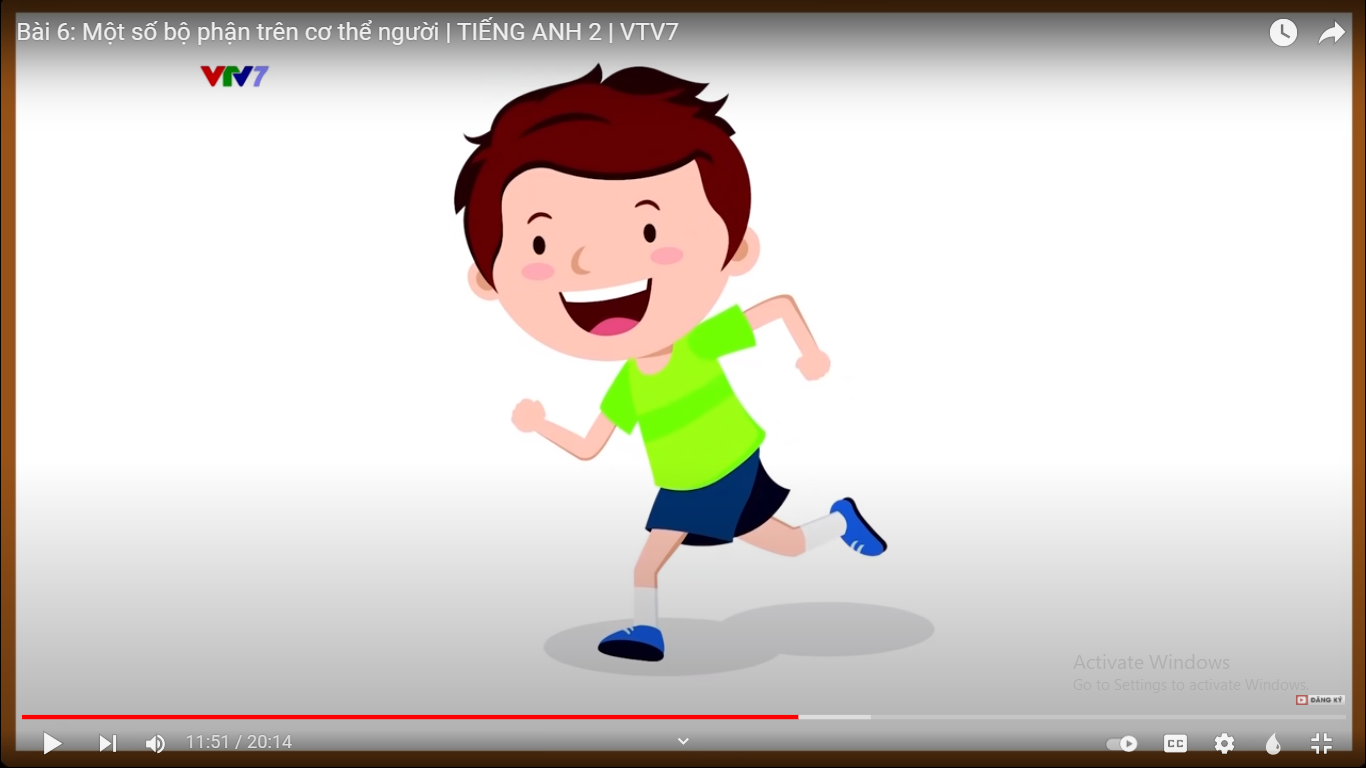 Bài 6: Một số bộ phận trên cơ thể người | TIẾNG ANH 2 | VTV7
VTV7
Activate Windows
Go to Settings to activate Windows.
ĐĂNG KÝ
11:51 / 20:14
CC